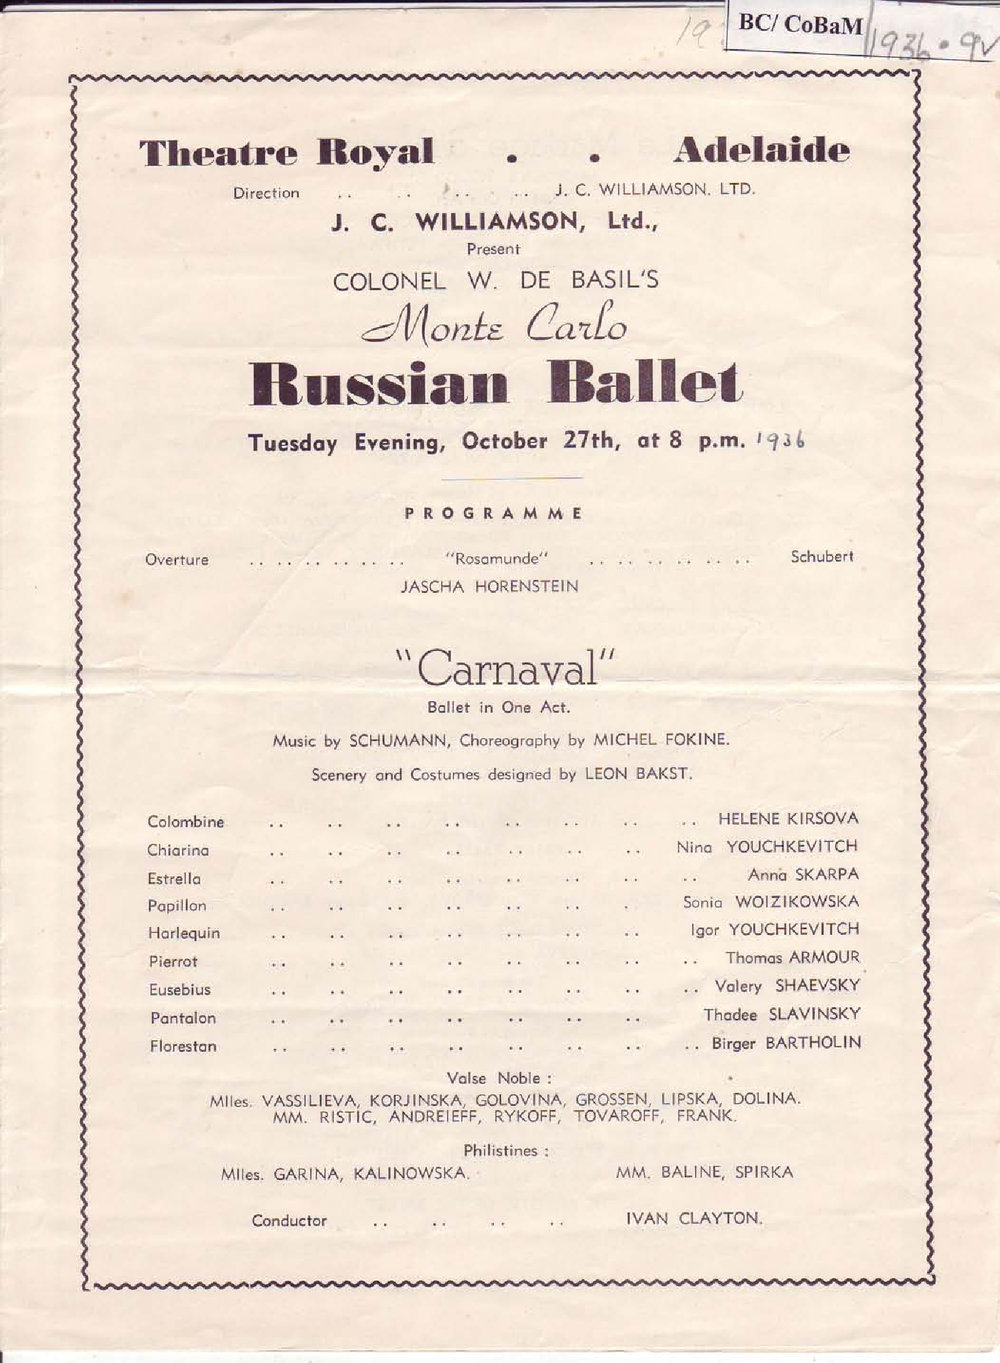 BC/ CoBaM
Theatre Royal . . Adelaide
Direction .. .. .. .. J. C. WILLIAMSON. LTD.
J. C. WILLIAMSON, Ltd.,
Present
COLONEL W. DE BASIL'S
Monte Carlo
Russian Ballet
Tuesday Evening, October 27th, at 8 p.m. 1936
PROGRAMME
Overture .. .. .. .. .. .. "Rosamunde" .. .. .. .. .. .. Schubert
JASCHA HORENSTEIN
"Carnaval"
Ballet in One Act.
Music by SCHUMANN, Choreography by MICHEL FOKINE.
Scenery and Costumes designed by LEON BAKST.
Colombine .. .. .. .. .. .. .. .. HELENE KIRSOVA
Chiarina .. .. .. .. .. .. .. Nina YOUCHKEVITCH
Estrella .. .. .. .. .. .. .. .. Anna SKARPA
Papillon .. .. .. .. .. .. . Sonia WOIZIKOWSKA
Harlequin .. .. .. .. .. .. .. Igor YOUCHKEVITCH
Pierrot .. .. .. .. .. .. .. .. Thomas ARMOUR
Eusebius .. .. .. .. .. .. .. .. Valery SHAEVSKY
Pantalon .. .. .. .. .. .. .. Thadee SLAVINSKY
Florestan .. .. .. .. .. .. .. .. Birger BARTHOLIN
Valse Noble :
Mlles. VASSILIEVA, KORJINSKA, GOLOVINA, GROSSEN, LIPSKA, DOLINA.
MM. RISTIC, ANDREIEFF, RYKOFF, TOVAROFF, FRANK.
Philistines :
Mlles. GARINA, KALINOWSKA. MM. BALINE, SPIRKA
Conductor .. .. .. .. IVAN CLAYTON.